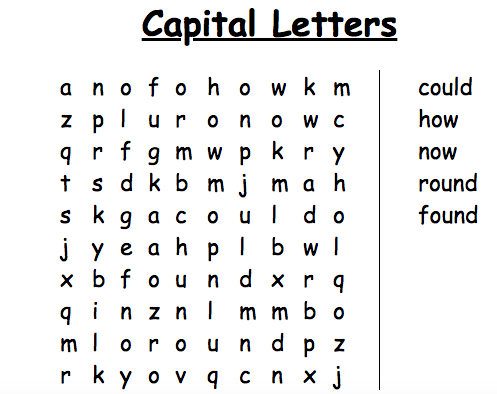 Capital Letters
a n o f o h o w k m could
z p l u r o n o w c how
q r f g m w p k r y now
t s d k b m j m a h round
s k g a c o u l d o found
j y e a h p l b w l
x b f o u n d x r q
q i n z n l m m b o
m l o r o u n d p z
r k y o v q c n x j